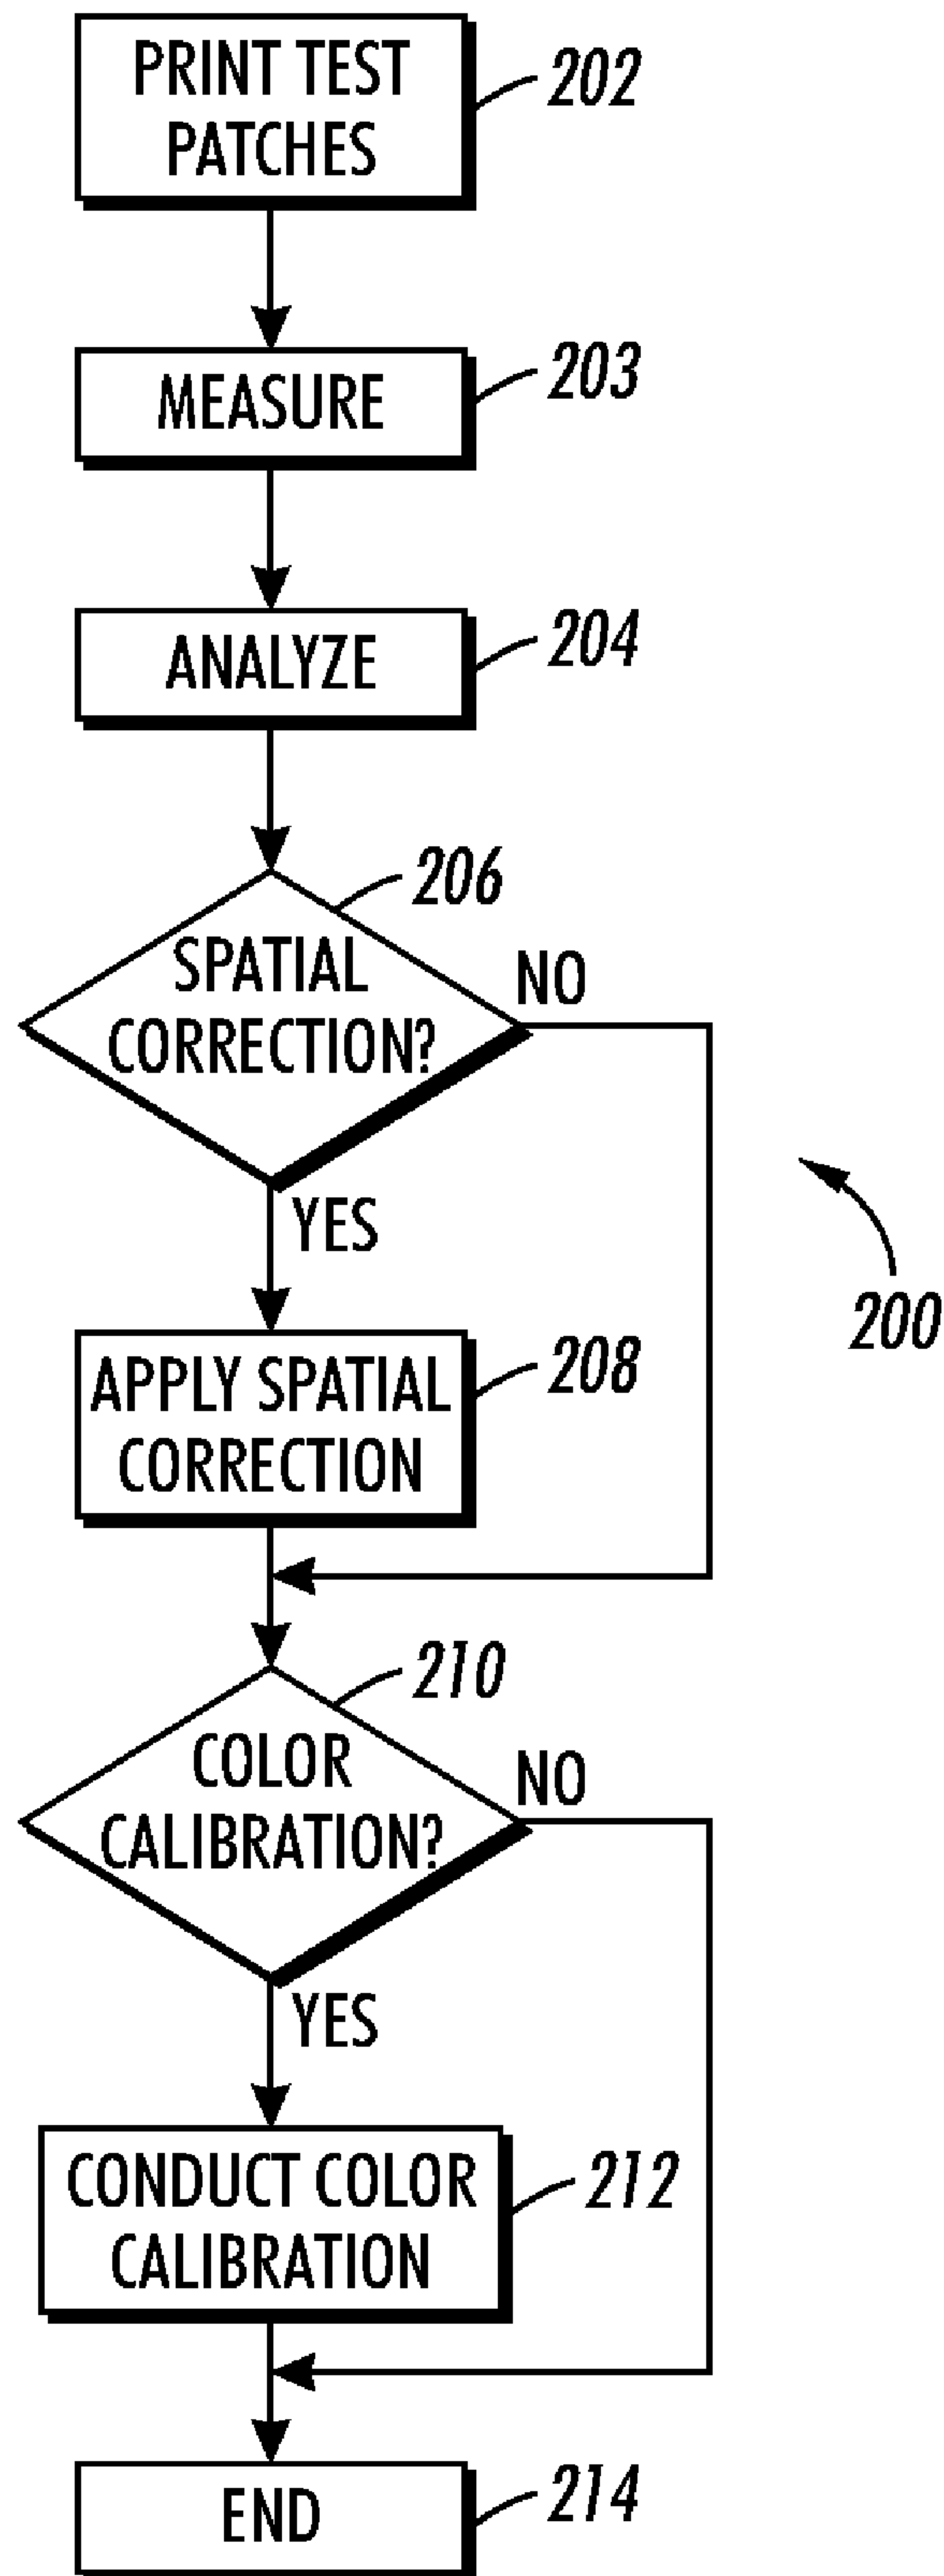 PRINT TEST
PATCHES
202
MEASURE
203
ANALYZE
204
206
SPATIAL
CORRECTION?
NO
YES
200
APPLY SPATIAL
CORRECTION
208
210
COLOR
CALIBRATION?
NO
YES
CONDUCT COLOR
CALIBRATION
212
END
214